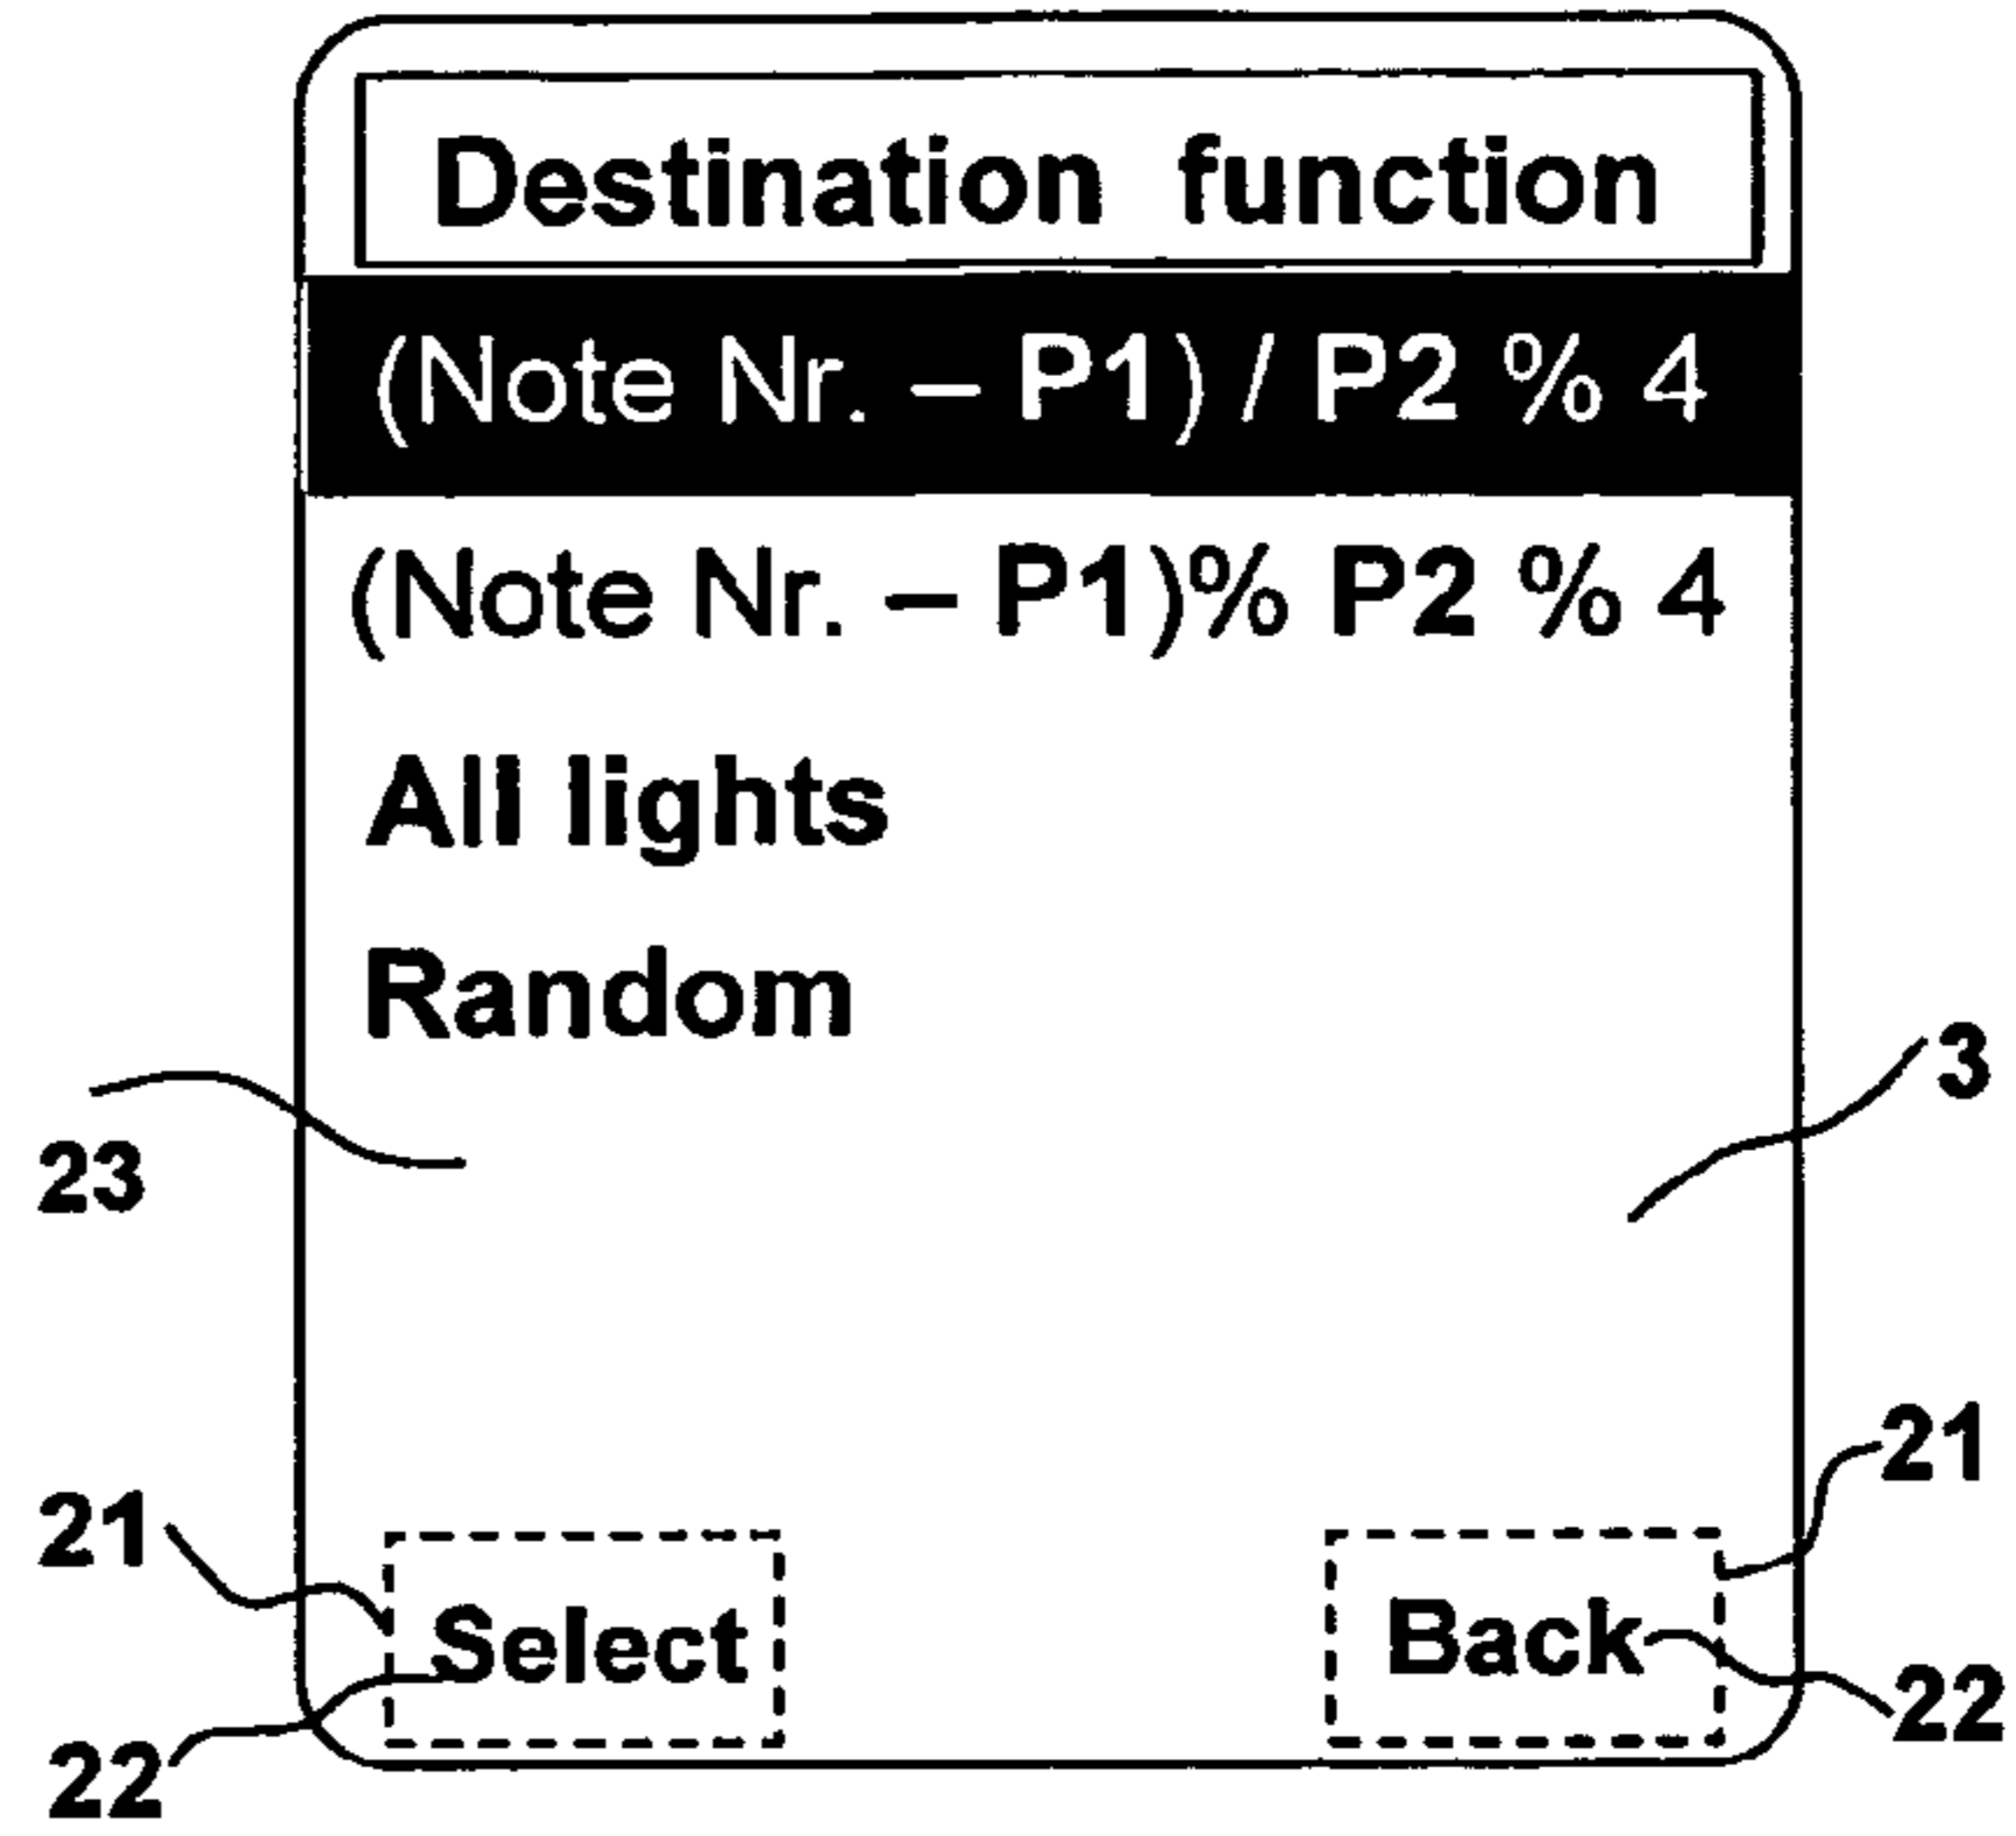 Destination function
(Note Nr. – P1) / P2 % 4
(Note Nr. – P1)% P2 % 4
All lights
Random
3
23
21
21
Select
Back
22
22